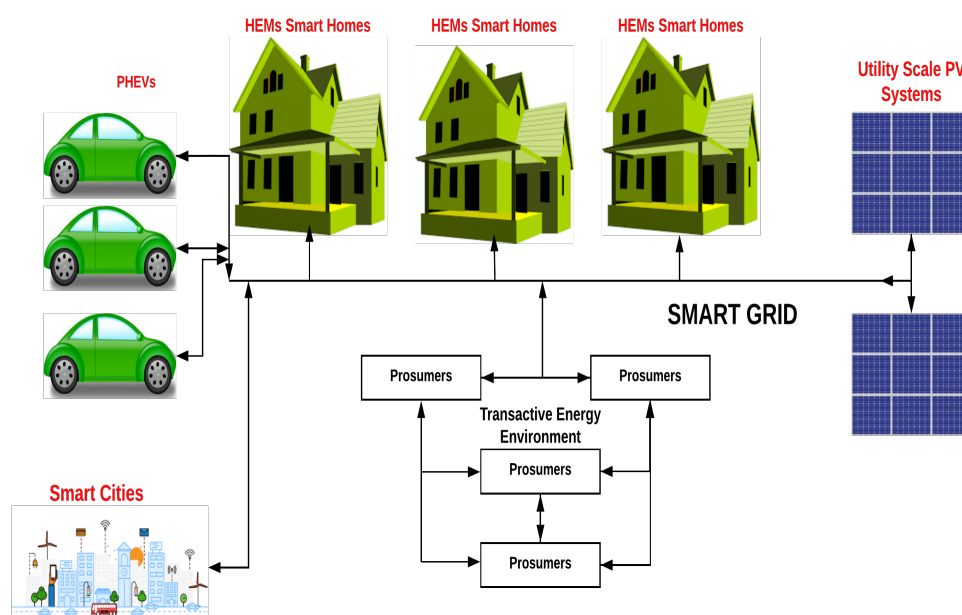 HEMs Smart Homes
HEMs Smart Homes
HEMs Smart Homes
PHEVs
Utility Scale PV
Systems
SMART GRID
Prosumers
Prosumers
Transactive Energy
Environment
Prosumers
Smart Cities
Prosumers